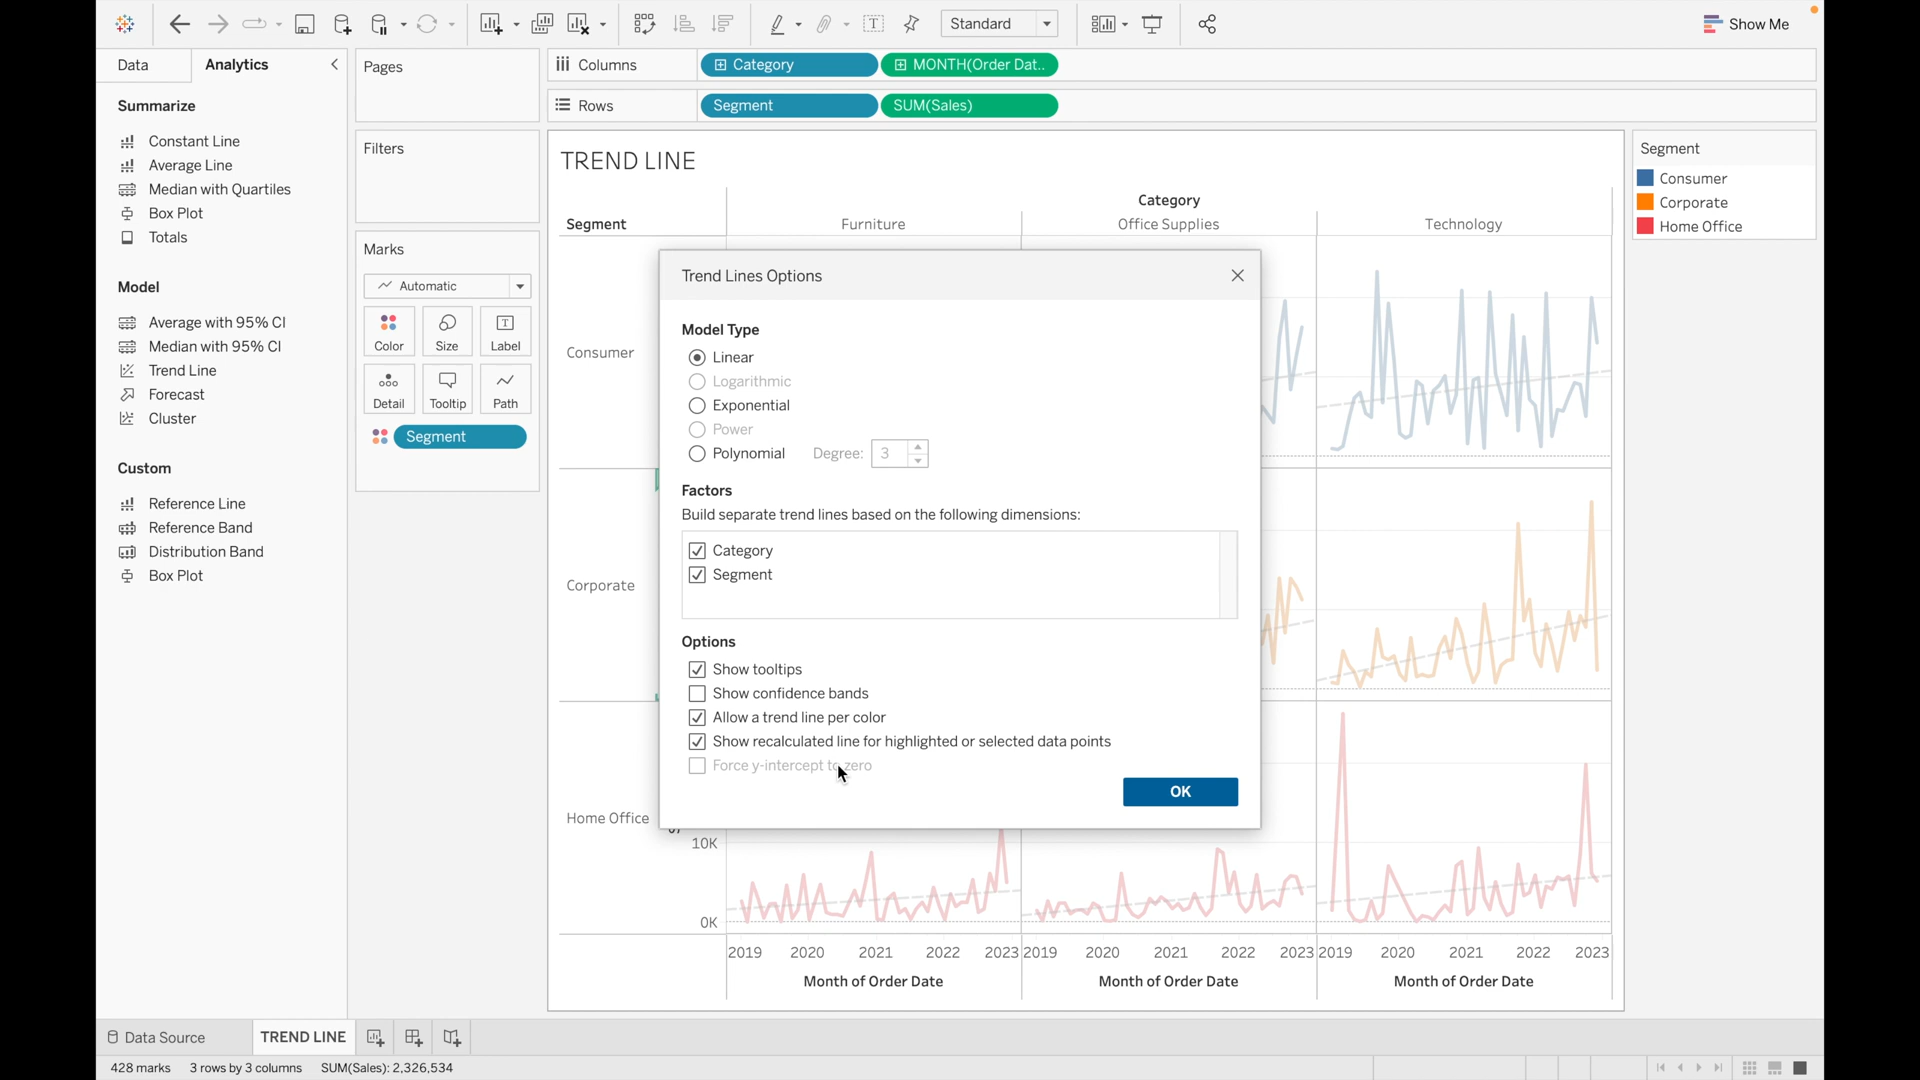 Standard
Show Me
Data
Analytics
Pages
Columns
Category
MONTH(Order Dat..
Rows
Segment
SUM(Sales)
Summarize
Constant Line
Average Line
Median with Quartiles
Box Plot
Totals
Model
Average with 95% CI
Median with 95% CI
Trend Line
Forecast
Cluster
Custom
Reference Line
Reference Band
Distribution Band
Box Plot
Filters
Marks
Automatic
Color
Size
Label
Detail
Tooltip
Path
Segment
TREND LINE
Category
Segment
Furniture
Office Supplies
Technology
Consumer
Corporate
Home Office
10K
0K
2019 2020 2021 2022 2023
2019 2020 2021 2022 2023
2019 2020 2021 2022 2023
Month of Order Date
Month of Order Date
Month of Order Date
Trend Lines Options
Model Type
Linear
Logarithmic
Exponential
Power
Polynomial
Degree: 3
Factors
Build separate trend lines based on the following dimensions:
Category
Segment
Options
Show tooltips
Show confidence bands
Allow a trend line per color
Show recalculated line for highlighted or selected data points
Force y-intercept to zero
OK
Segment
Consumer
Corporate
Home Office
Data Source
TREND LINE
428 marks
3 rows by 3 columns
SUM(Sales): 2,326,534